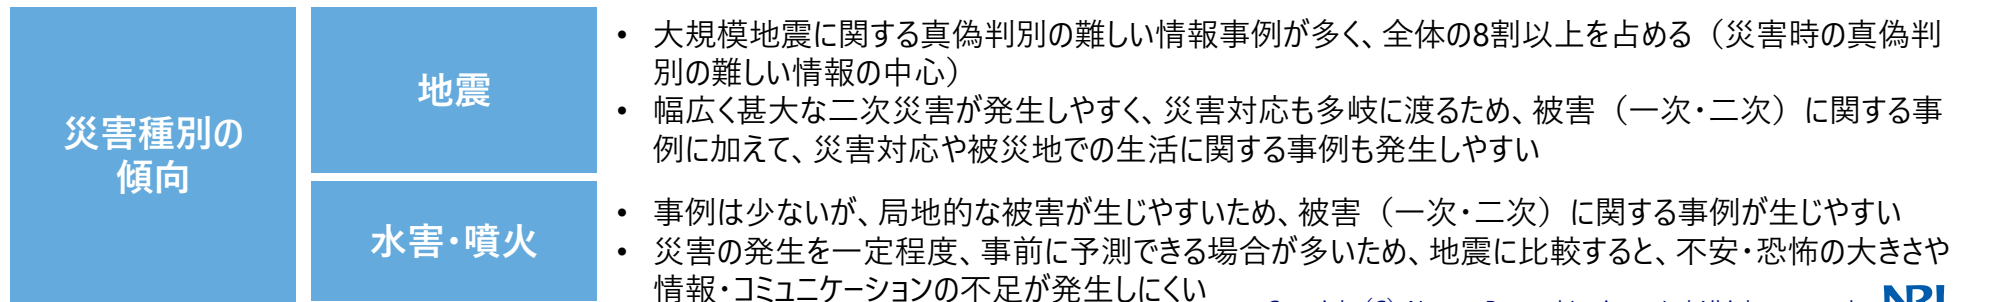 災害種別の
傾向
地震
• 大規模地震に関する真偽判別の難しい情報事例が多く、全体の8割以上を占める（災害時の真偽判
別の難しい情報の中心）
• 幅広く甚大な二次災害が発生しやすく、災害対応も多岐に渡るため、被害（一次・二次）に関する事
例に加えて、災害対応や被災地での生活に関する事例も発生しやすい
水害・噴火
• 事例は少ないが、局地的な被害が生じやすいため、被害（一次・二次）に関する事例が生じやすい
• 災害の発生を一定程度、事前に予測できる場合が多いため、地震に比較すると、不安・恐怖の大きさや
情報・コミュニケーションの不足が発生しにくい
NRI